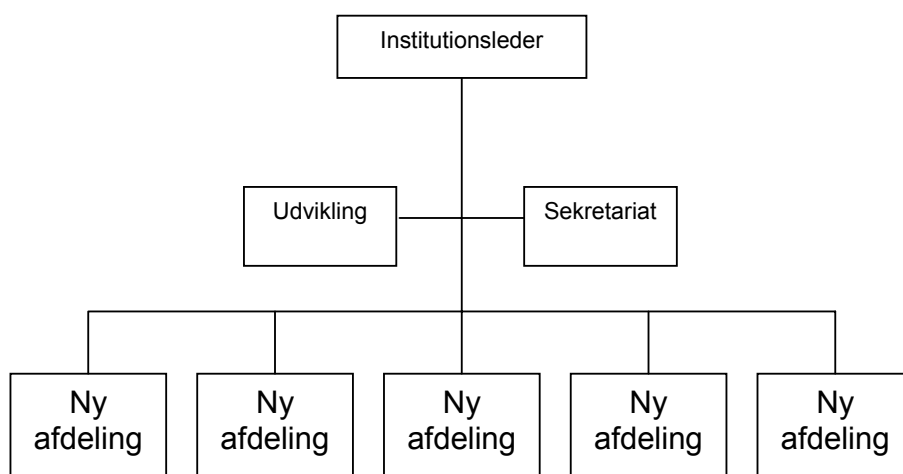 Institutionsleder
Udvikling
Sekretariat
Ny
afdeling
Ny
afdeling
Ny
afdeling
Ny
afdeling
Ny
afdeling